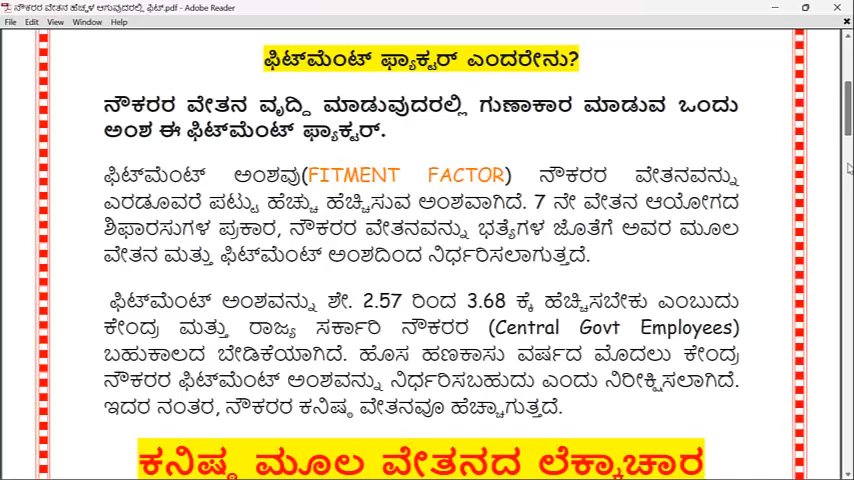 ನೌಕರರ ವೇತನ ಹೆಚ್ಚಳ ಆಗುವುದರಲ್ಲಿ ಫಿಟ್.pdf - Adobe Reader
File Edit View Window Help
ಫಿಟ್‌ಮೆಂಟ್ ಫ್ಯಾಕ್ಟರ್ ಎಂದರೇನು?
ನೌಕರರ ವೇತನ ವೃದ್ದಿ ಮಾಡುವುದರಲ್ಲಿ ಗುಣಾಕಾರ ಮಾಡುವ ಒಂದು
ಅಂಶ ಈ ಫಿಟ್‌ಮೆಂಟ್ ಫ್ಯಾಕ್ಟರ್.
ಫಿಟ್‌ಮೆಂಟ್ ಅಂಶವು(FITMENT FACTOR) ನೌಕರರ ವೇತನವನ್ನು
ಎರಡೂವರೆ ಪಟ್ಟು ಹೆಚ್ಚು ಹೆಚ್ಚಿಸುವ ಅಂಶವಾಗಿದೆ. 7 ನೇ ವೇತನ ಆಯೋಗದ
ಶಿಫಾರಸುಗಳ ಪ್ರಕಾರ, ನೌಕರರ ವೇತನವನ್ನು ಭತ್ಯೆಗಳ ಜೊತೆಗೆ ಅವರ ಮೂಲ
ವೇತನ ಮತ್ತು ಫಿಟ್‌ಮೆಂಟ್ ಅಂಶದಿಂದ ನಿರ್ಧರಿಸಲಾಗುತ್ತದೆ.
ಫಿಟ್‌ಮೆಂಟ್ ಅಂಶವನ್ನು ಶೇ. 2.57 ರಿಂದ 3.68 ಕ್ಕೆ ಹೆಚ್ಚಿಸಬೇಕು ಎಂಬುದು
ಕೇಂದ್ರ ಮತ್ತು ರಾಜ್ಯ ಸರ್ಕಾರಿ ನೌಕರರ (Central Govt Employees)
ಬಹುಕಾಲದ ಬೇಡಿಕೆಯಾಗಿದೆ. ಹೊಸ ಹಣಕಾಸು ವರ್ಷದ ಮೊದಲು ಕೇಂದ್ರ
ನೌಕರರ ಫಿಟ್‌ಮೆಂಟ್ ಅಂಶವನ್ನು ನಿರ್ಧರಿಸಬಹುದು ಎಂದು ನಿರೀಕ್ಷಿಸಲಾಗಿದೆ.
ಇದರ ನಂತರ, ನೌಕರರ ಕನಿಷ್ಠ ವೇತನವೂ ಹೆಚ್ಚಾಗುತ್ತದೆ.
ಕನಿಷ್ಠ ಮೂಲ ವೇತನದ ಲೆಕ್ಕಾಚಾರ